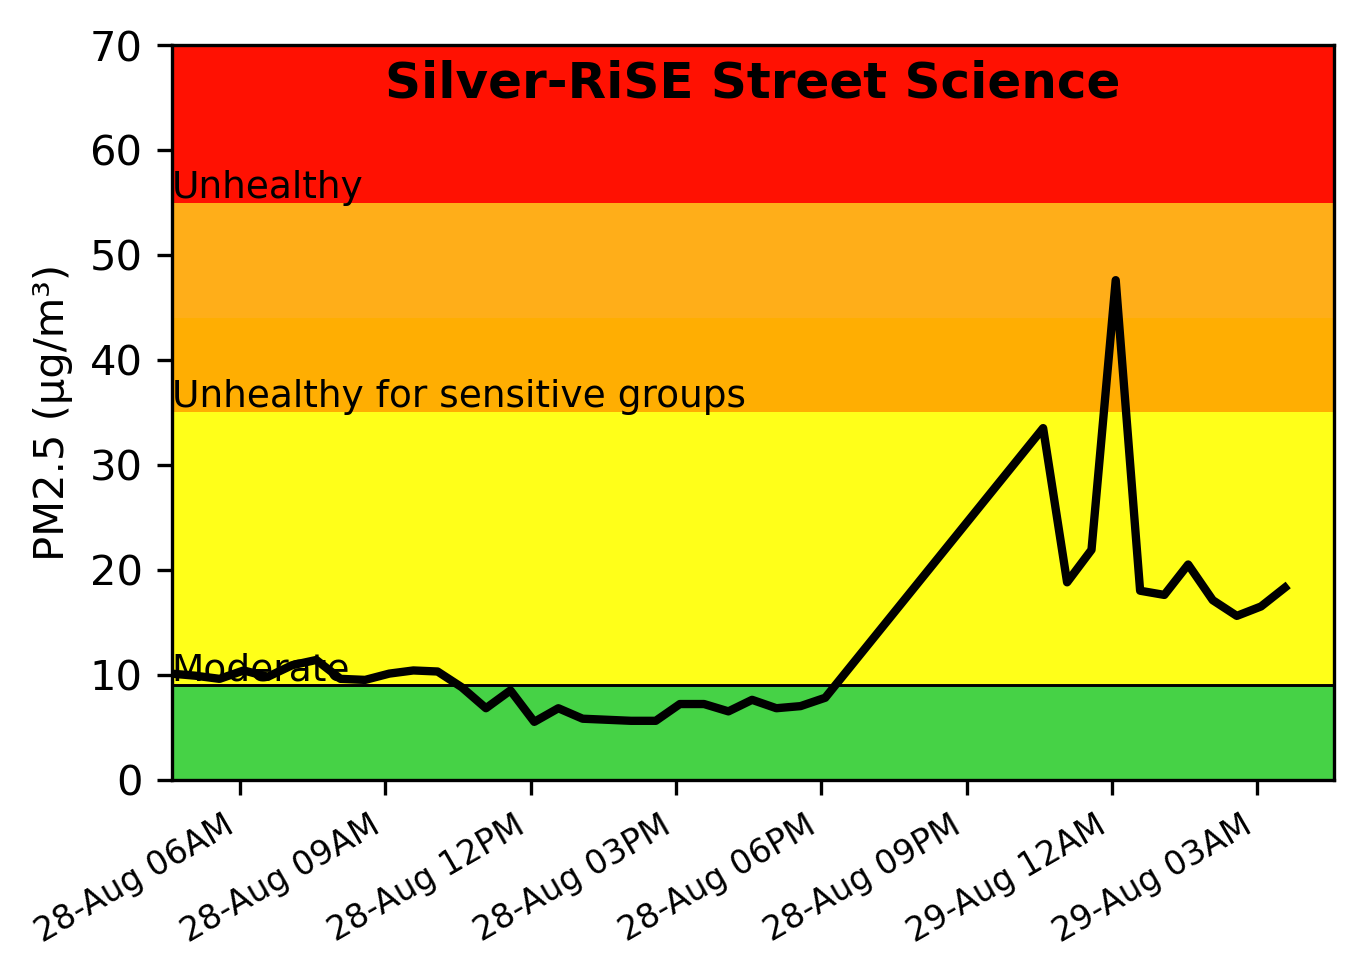 Silver-RiSE Street Science
PM2.5 (µg/m³)
70
60
50
40
30
20
10
0
Unhealthy
Unhealthy for sensitive groups
Moderate
28-Aug 06AM
28-Aug 09AM
28-Aug 12PM
28-Aug 03PM
28-Aug 06PM
28-Aug 09PM
29-Aug 12AM
29-Aug 03AM